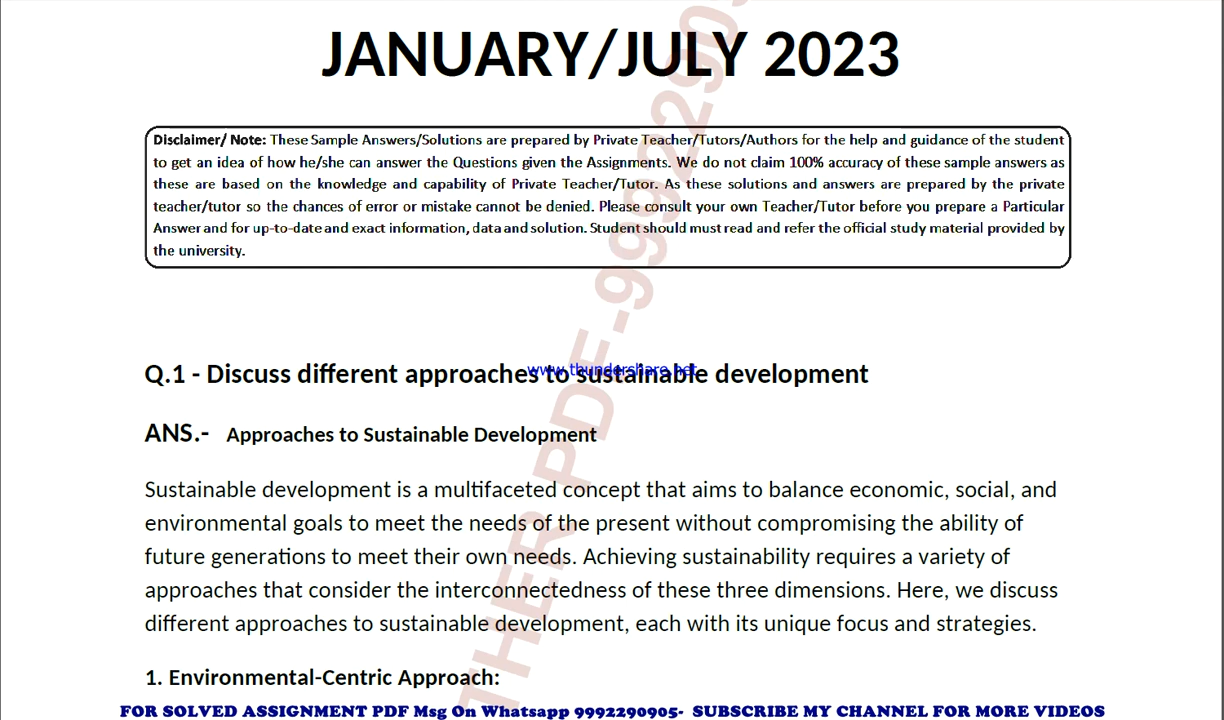 JANUARY/JULY 2023
Disclaimer/ Note: These Sample Answers/Solutions are prepared by Private Teacher/Tutors/Authors for the help and guidance of the student
to get an idea of how he/she can answer the Questions given the Assignments. We do not claim 100% accuracy of these sample answers as
these are based on the knowledge and capability of Private Teacher/Tutor. As these solutions and answers are prepared by the private
teacher/tutor so the chances of error or mistake cannot be denied. Please consult your own Teacher/Tutor before you prepare a Particular
Answer and for up-to-date and exact information, data and solution. Student should must read and refer the official study material provided by
the university.
www.thundershare.net
Q.1 - Discuss different approaches to sustainable development
ANS.- Approaches to Sustainable Development
Sustainable development is a multifaceted concept that aims to balance economic, social, and
environmental goals to meet the needs of the present without compromising the ability of
future generations to meet their own needs. Achieving sustainability requires a variety of
approaches that consider the interconnectedness of these three dimensions. Here, we discuss
different approaches to sustainable development, each with its unique focus and strategies.
1. Environmental-Centric Approach:
THER PDF-99922905
FOR SOLVED ASSIGNMENT PDF Msg On Whatsapp 9992290905- SUBSCRIBE MY CHANNEL FOR MORE VIDEOS